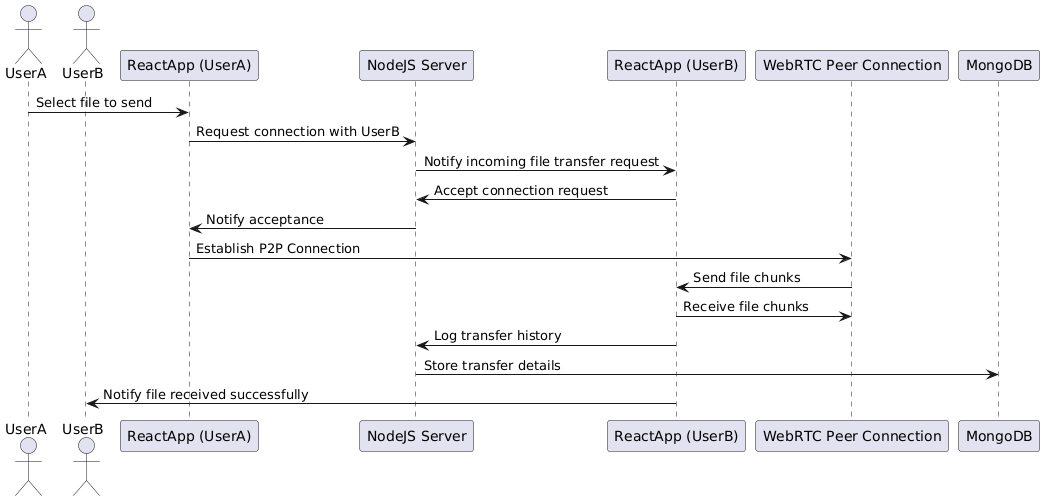 UserA
UserB
ReactApp (UserA)
NodeJS Server
ReactApp (UserB)
WebRTC Peer Connection
MongoDB
Select file to send
Request connection with UserB
Notify incoming file transfer request
Accept connection request
Notify acceptance
Establish P2P Connection
Send file chunks
Receive file chunks
Log transfer history
Store transfer details
Notify file received successfully
UserA
UserB
ReactApp (UserA)
NodeJS Server
ReactApp (UserB)
WebRTC Peer Connection
MongoDB